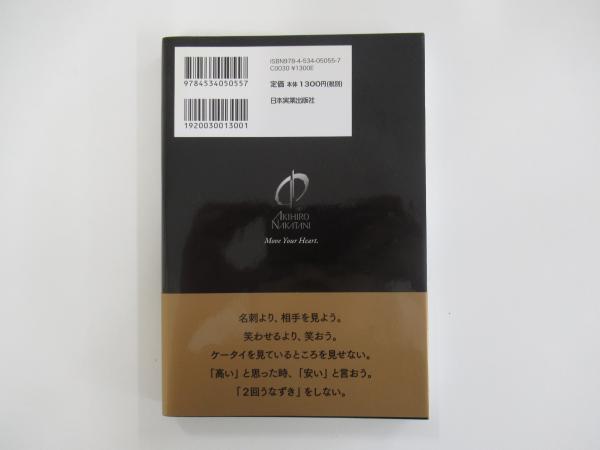 9784534050557
1920030013001
ISBN978-4-534-05055-7
C0030 ¥1300E
定価 本体1300円(税別)
日本実業出版社
AKIHIRO
NAKATANI
Move Your Heart.
名刺より、相手を見よう。
笑わせるより、笑おう。
ケータイを見ているところを見せない。
「高い」と思った時、「安い」と言おう。
「2回うなずき」をしない。